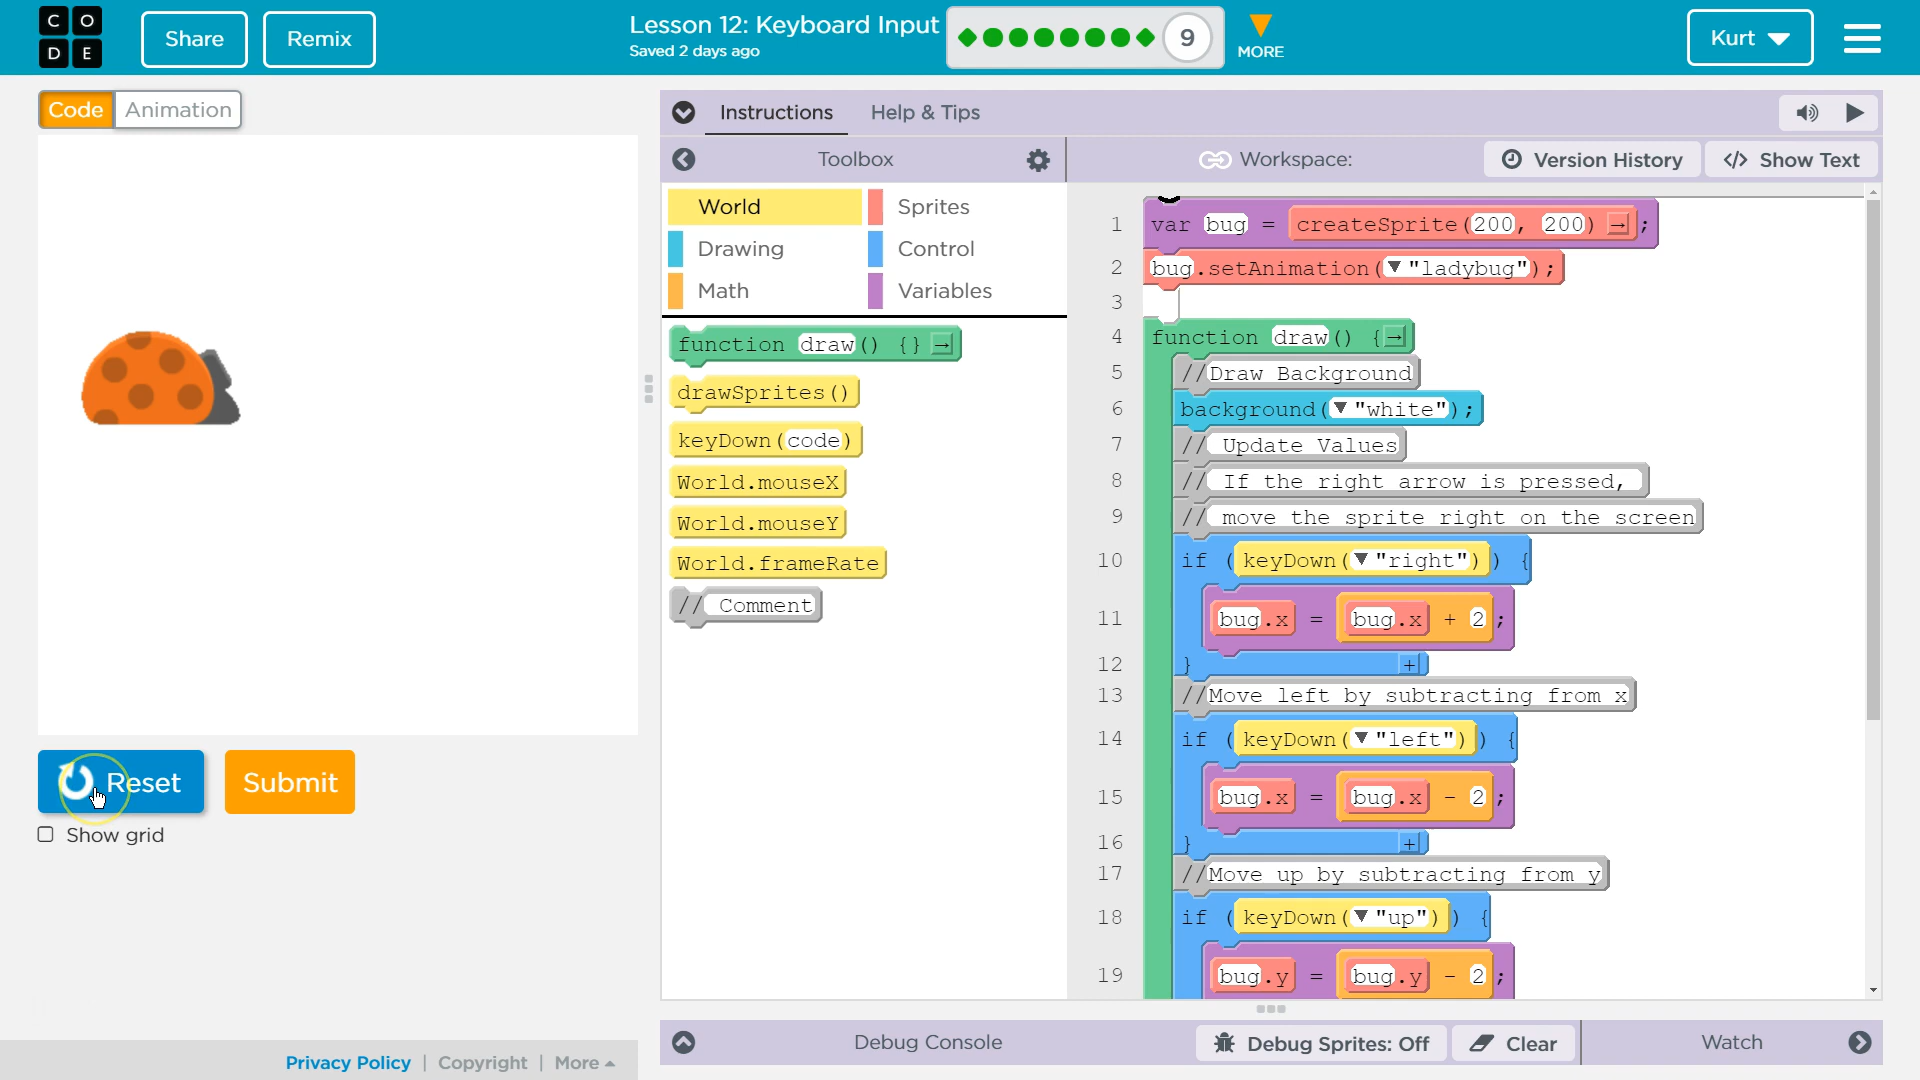 C O
D E
Share
Remix
Lesson 12: Keyboard Input
Saved 2 days ago
9
MORE
Kurt
Code
Animation
Instructions
Help & Tips
Toolbox
Workspace:
Version History
</> Show Text
World
Sprites
Drawing
Control
Math
Variables
function draw() {}
drawSprites()
keyDown(code)
World.mouseX
World.mouseY
World.frameRate
// Comment
1 var bug = createSprite(200, 200);
2 bug.setAnimation("ladybug");
3
4 function draw() {
5 //Draw Background
6 background("white");
7 // Update Values
8 // If the right arrow is pressed,
9 // move the sprite right on the screen
10 if (keyDown("right")) {
11 bug.x = bug.x + 2;
12 }
13 //Move left by subtracting from x
14 if (keyDown("left")) {
15 bug.x = bug.x - 2;
16 }
17 //Move up by subtracting from y
18 if (keyDown("up")) {
19 bug.y = bug.y - 2;
Reset
Submit
Show grid
Privacy Policy | Copyright | More
Debug Console
Debug Sprites: Off
Clear
Watch